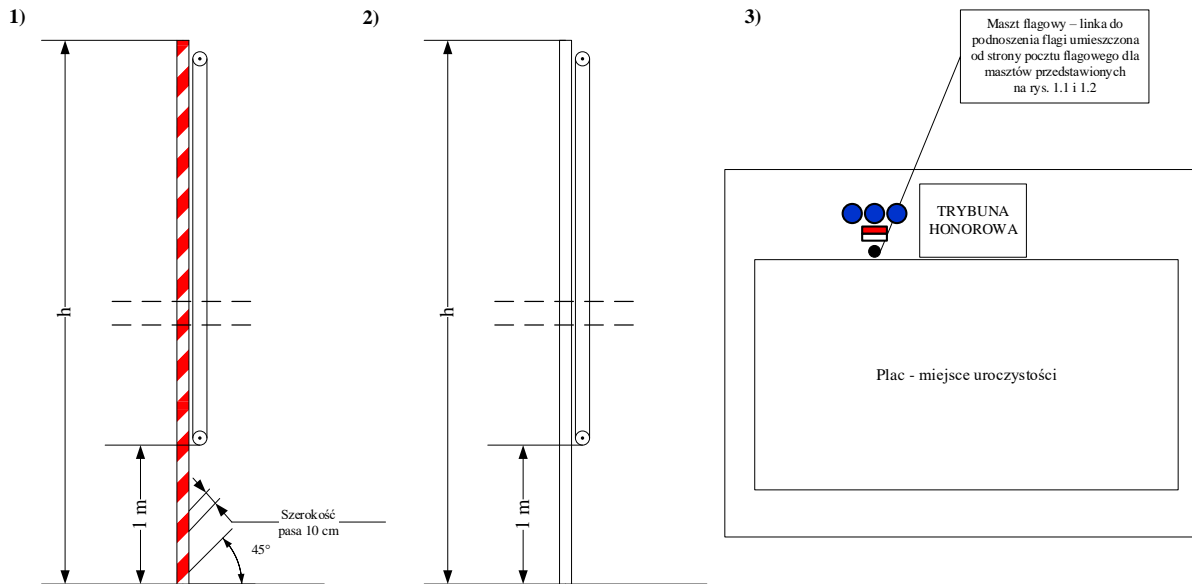 1)
h
1 m
Szerokość
pasa 10 cm
45°
2)
h
1 m
3)
Maszt flagowy – linka do
podnoszenia flagi umieszczona
od strony pocztu flagowego dla
masztów przedstawionych
na rys. 1.1 i 1.2
TRYBUNA
HONOROWA
Plac - miejsce uroczystości